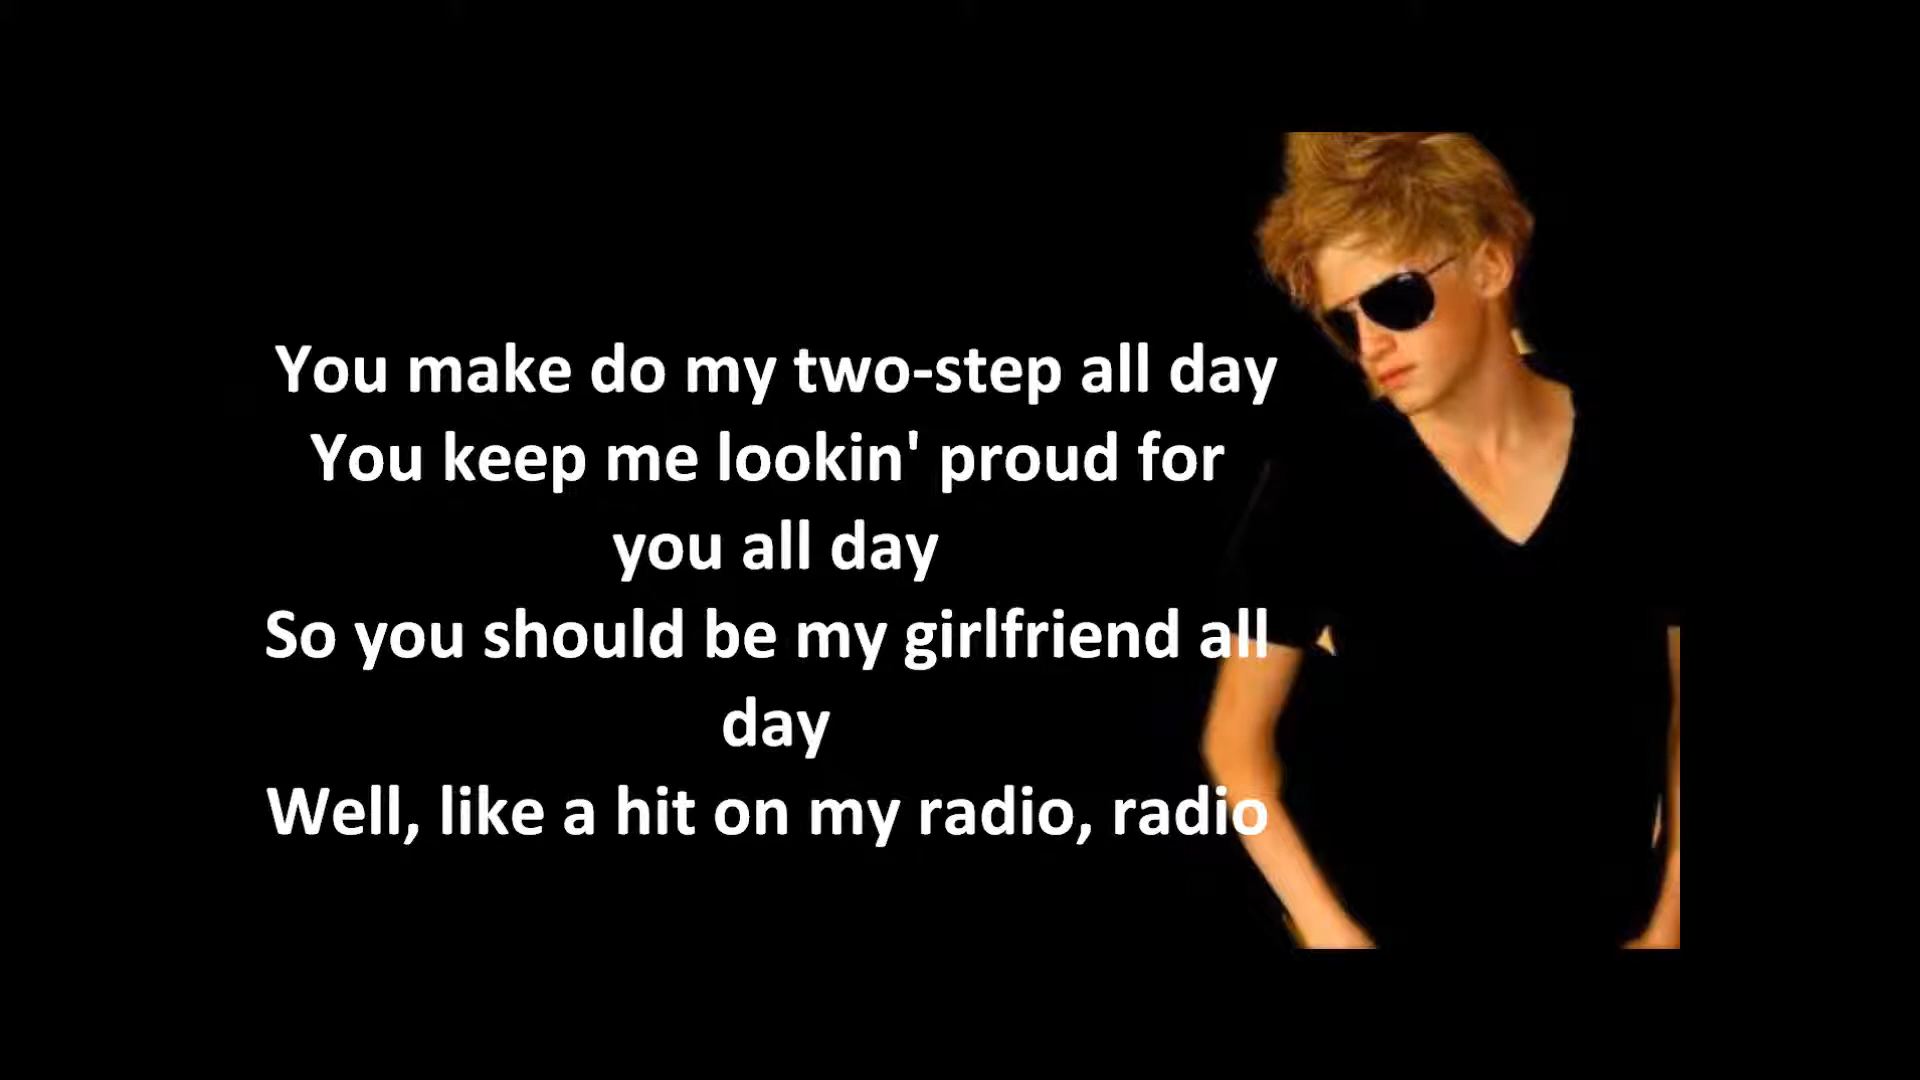 You make do my two-step all day
You keep me lookin' proud for
you all day
So you should be my girlfriend all
day
Well, like a hit on my radio, radio